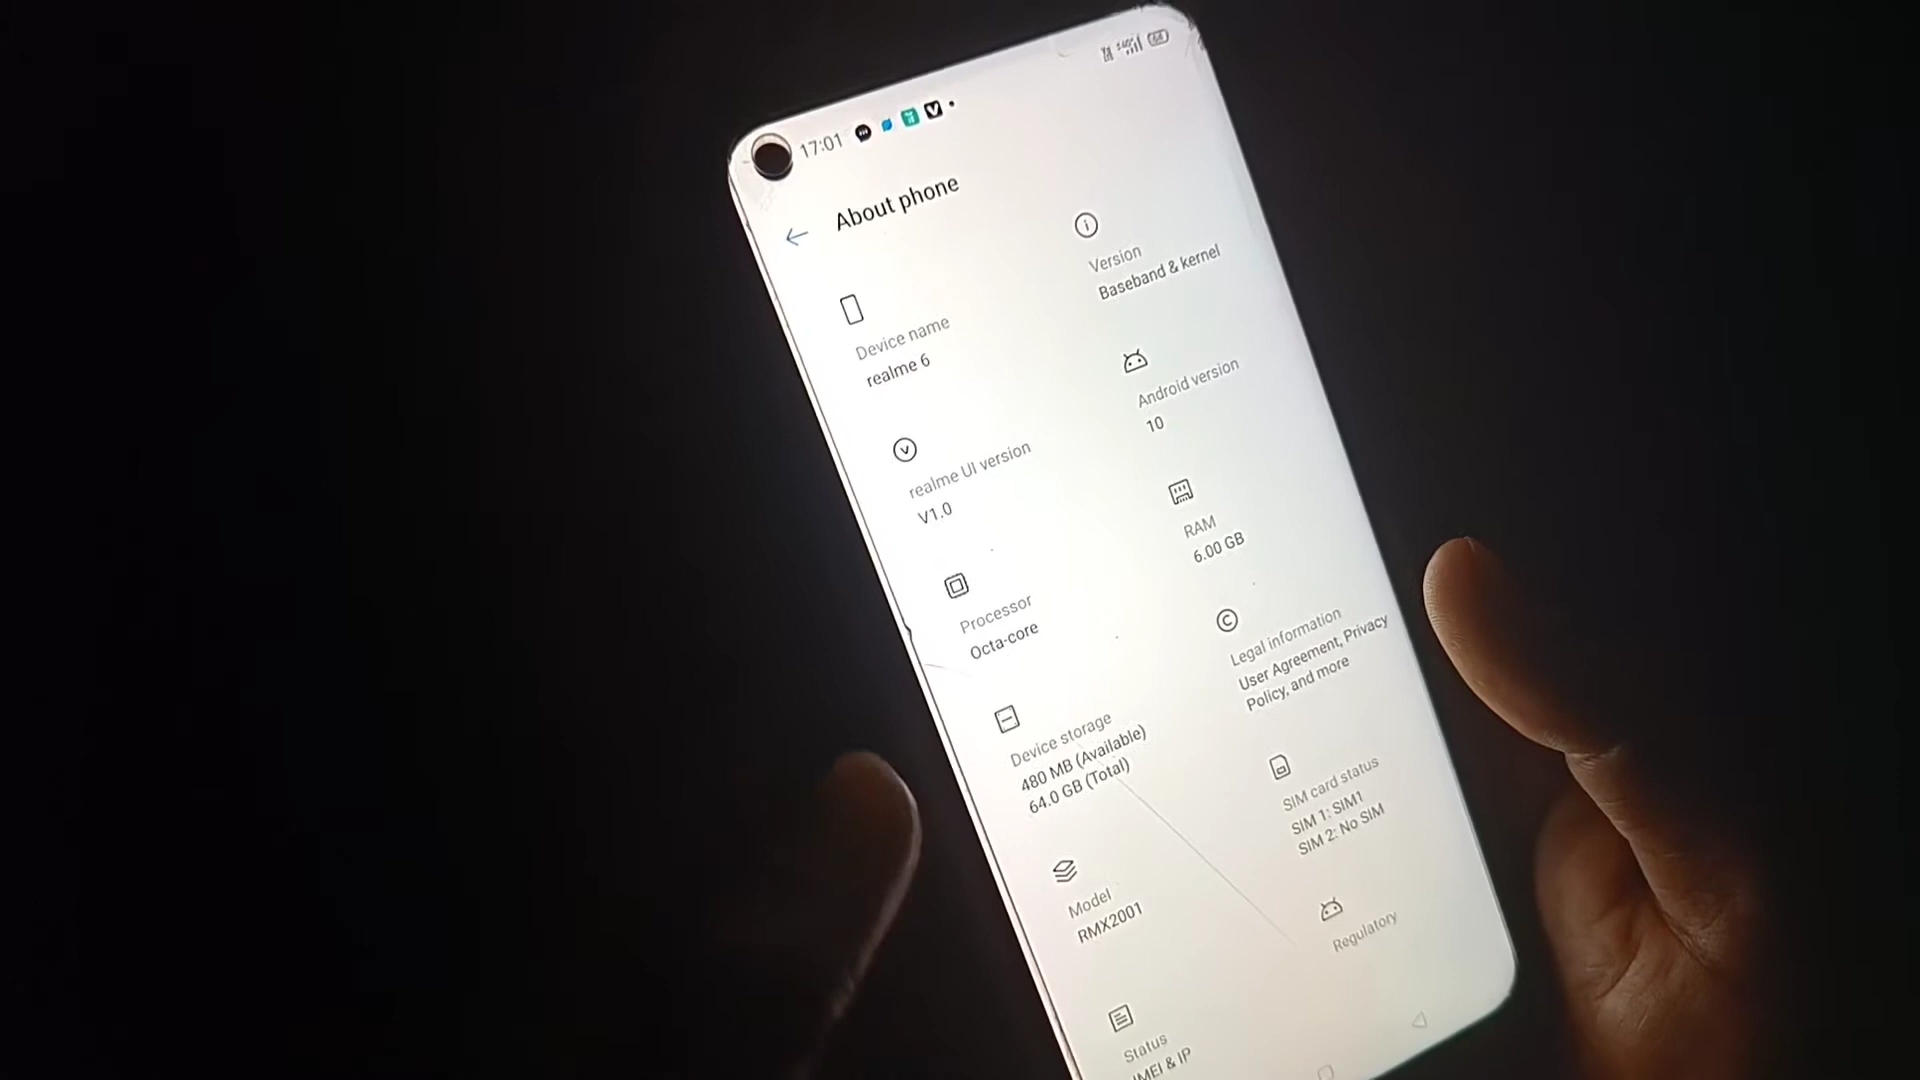 17:01
About phone
Device name
realme 6
Version
Baseband & kernel
realme UI version
V1.0
Android version
10
Processor
Octa-core
RAM
6.00 GB
Device storage
480 MB (Available)
64.0 GB (Total)
Legal information
User Agreement, Privacy
Policy, and more
Model
RMX2001
SIM card status
SIM 1: SIM1
SIM 2: No SIM
Status
IMEI & IP
Regulatory